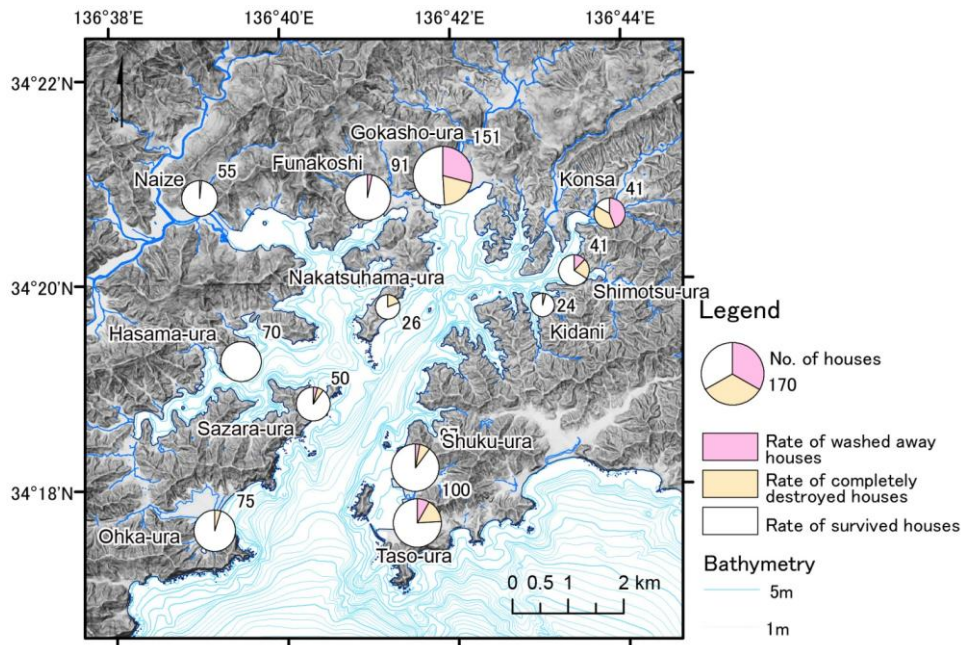 136°38'E
136°40'E
136°42'E
136°44'E
34°22'N
34°20'N
34°18'N
Gokasho-ura
151
Funakoshi
91
Naize
55
Konsai
41
41
Shimotsu-ura
Nakatsuhama-ura
26
24
Kidani
Hasama-ura
70
50
Sazara-ura
Shuku-ura
100
75
Ohka-ura
Taso-ura
0 0.5 1 2 km
Legend
No. of houses
170
Rate of washed away
houses
Rate of completely
destroyed houses
Rate of survived houses
Bathymetry
5m
1m